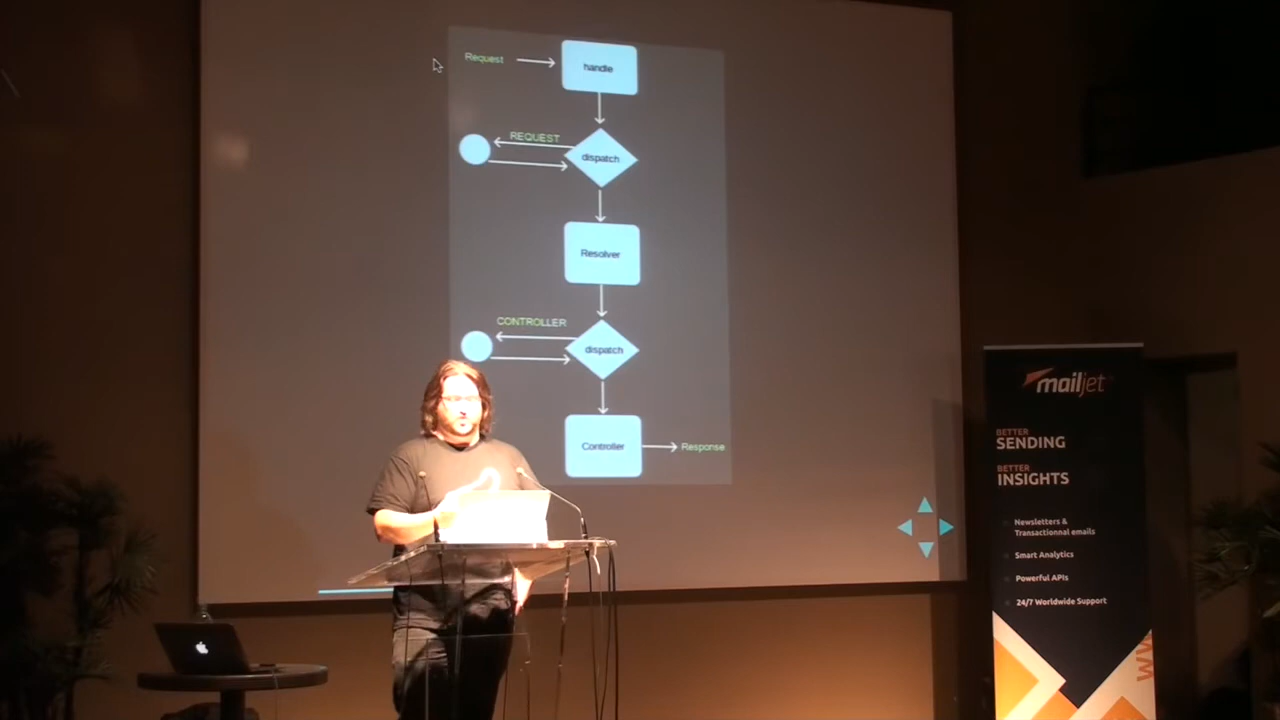 Request
handle
REQUEST
dispatch
Resolver
CONTROLLER
dispatch
Controller
Response
mailjet
BETTER
SENDING
BETTER
INSIGHTS
Newsletters &
Transactionnal emails
Smart Analytics
Powerful APIs
24/7 Worldwide Support
ww